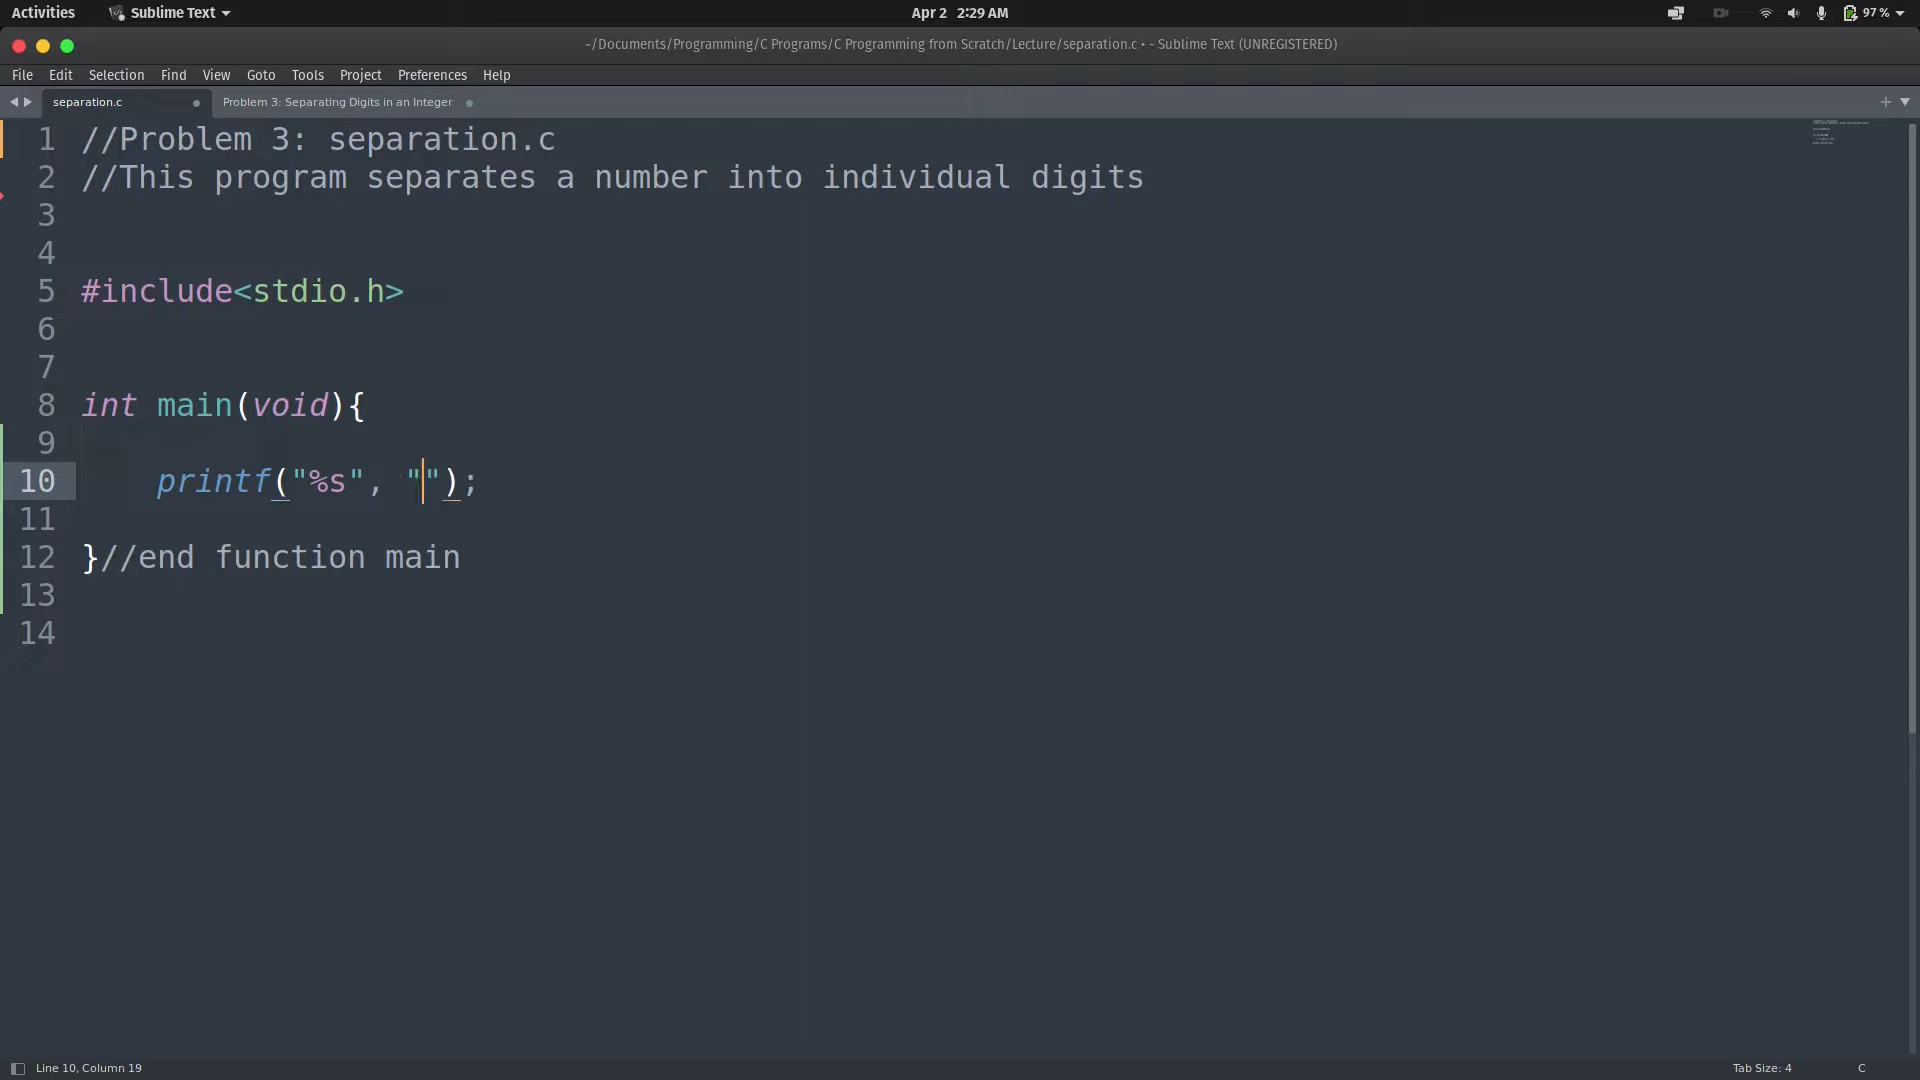 Activities Sublime Text Apr 2 2:29 AM 97 %
~/Documents/Programming/C Programs/C Programming from Scratch/Lecture/separation.c • - Sublime Text (UNREGISTERED)
File Edit Selection Find View Goto Tools Project Preferences Help
separation.c Problem 3: Separating Digits in an Integer
1 //Problem 3: separation.c
2 //This program separates a number into individual digits
3
4
5 #include<stdio.h>
6
7
8 int main(void){
9
10 printf("%s", "");
11
12 }//end function main
13
14
Line 10, Column 19 Tab Size: 4 C